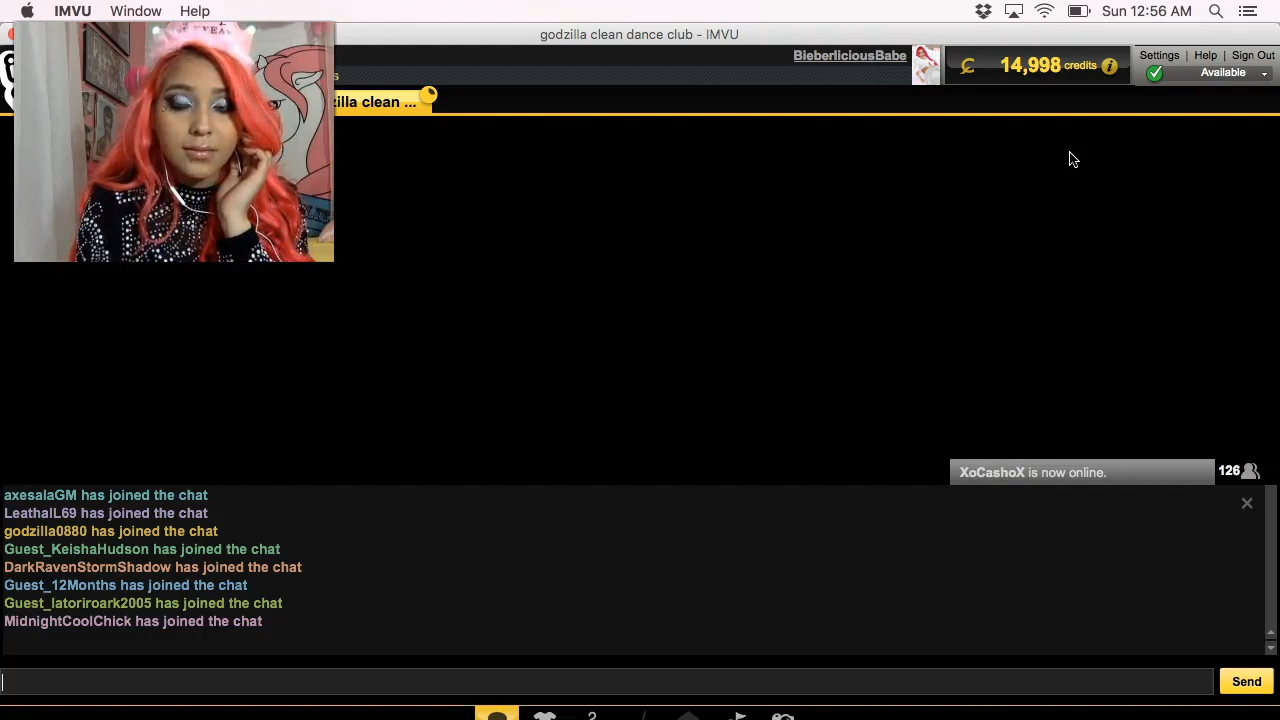 IMVU Window Help
Sun 12:56 AM
godzilla clean dance club - IMVU
BieberliciousBabe
14,998 credits
Settings | Help | Sign Out
Available
zilla clean ...
XoCashoX is now online.
126
axesalaGM has joined the chat
LeathalL69 has joined the chat
godzilla0880 has joined the chat
Guest_KeishaHudson has joined the chat
DarkRavenStormShadow has joined the chat
Guest_12Months has joined the chat
Guest_latoriroark2005 has joined the chat
MidnightCoolChick has joined the chat
Send